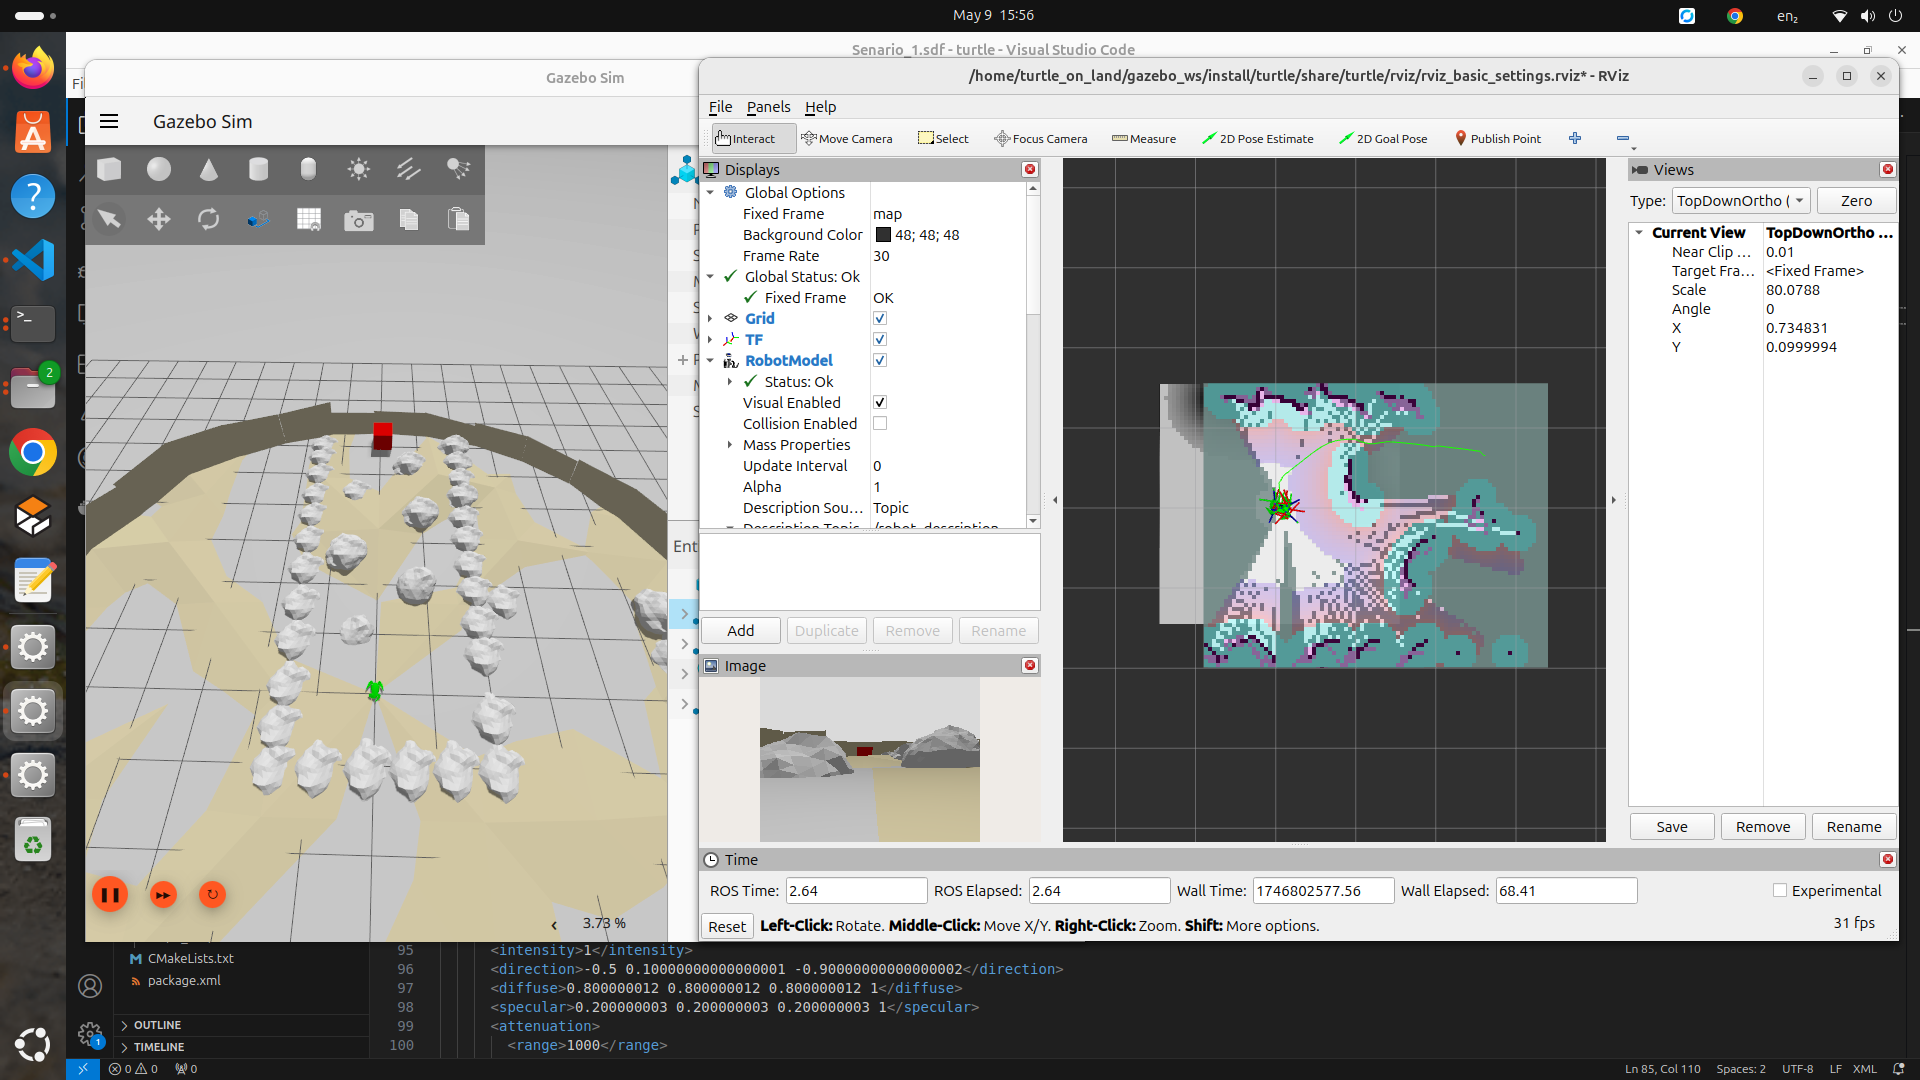 May 9 15:56
en₂
Senario_1.sdf - turtle - Visual Studio Code
Gazebo Sim
/home/turtle_on_land/gazebo_ws/install/turtle/share/turtle/rviz/rviz_basic_settings.rviz* - RViz
Gazebo Sim
File Panels Help
Interact Move Camera Select Focus Camera Measure 2D Pose Estimate 2D Goal Pose Publish Point
Displays
Global Options
Fixed Frame map
Background Color 48; 48; 48
Frame Rate 30
Global Status: Ok
Fixed Frame OK
Grid
TF
RobotModel
Status: Ok
Visual Enabled
Collision Enabled
Mass Properties
Update Interval 0
Alpha 1
Description Sou... Topic
Description Topic /robot_description
Add Duplicate Remove Rename
Image
Views
Type: TopDownOrtho ( Zero
Current View TopDownOrtho ...
Near Clip ... 0.01
Target Fra... <Fixed Frame>
Scale 80.0788
Angle 0
X 0.734831
Y 0.0999994
Save Remove Rename
Time
ROS Time: 2.64 ROS Elapsed: 2.64 Wall Time: 1746802577.56 Wall Elapsed: 68.41 Experimental
Reset Left-Click: Rotate. Middle-Click: Move X/Y. Right-Click: Zoom. Shift: More options. 31 fps
Ent
3.73 %
2
CMakeLists.txt
package.xml
OUTLINE
TIMELINE
95 <intensity>1</intensity>
96 <direction>-0.5 0.10000000000000001 -0.90000000000000002</direction>
97 <diffuse>0.800000012 0.800000012 0.800000012 1</diffuse>
98 <specular>0.200000003 0.200000003 0.200000003 1</specular>
99 <attenuation>
100 <range>1000</range>
1
0 0 0
Ln 85, Col 110 Spaces: 2 UTF-8 LF XML